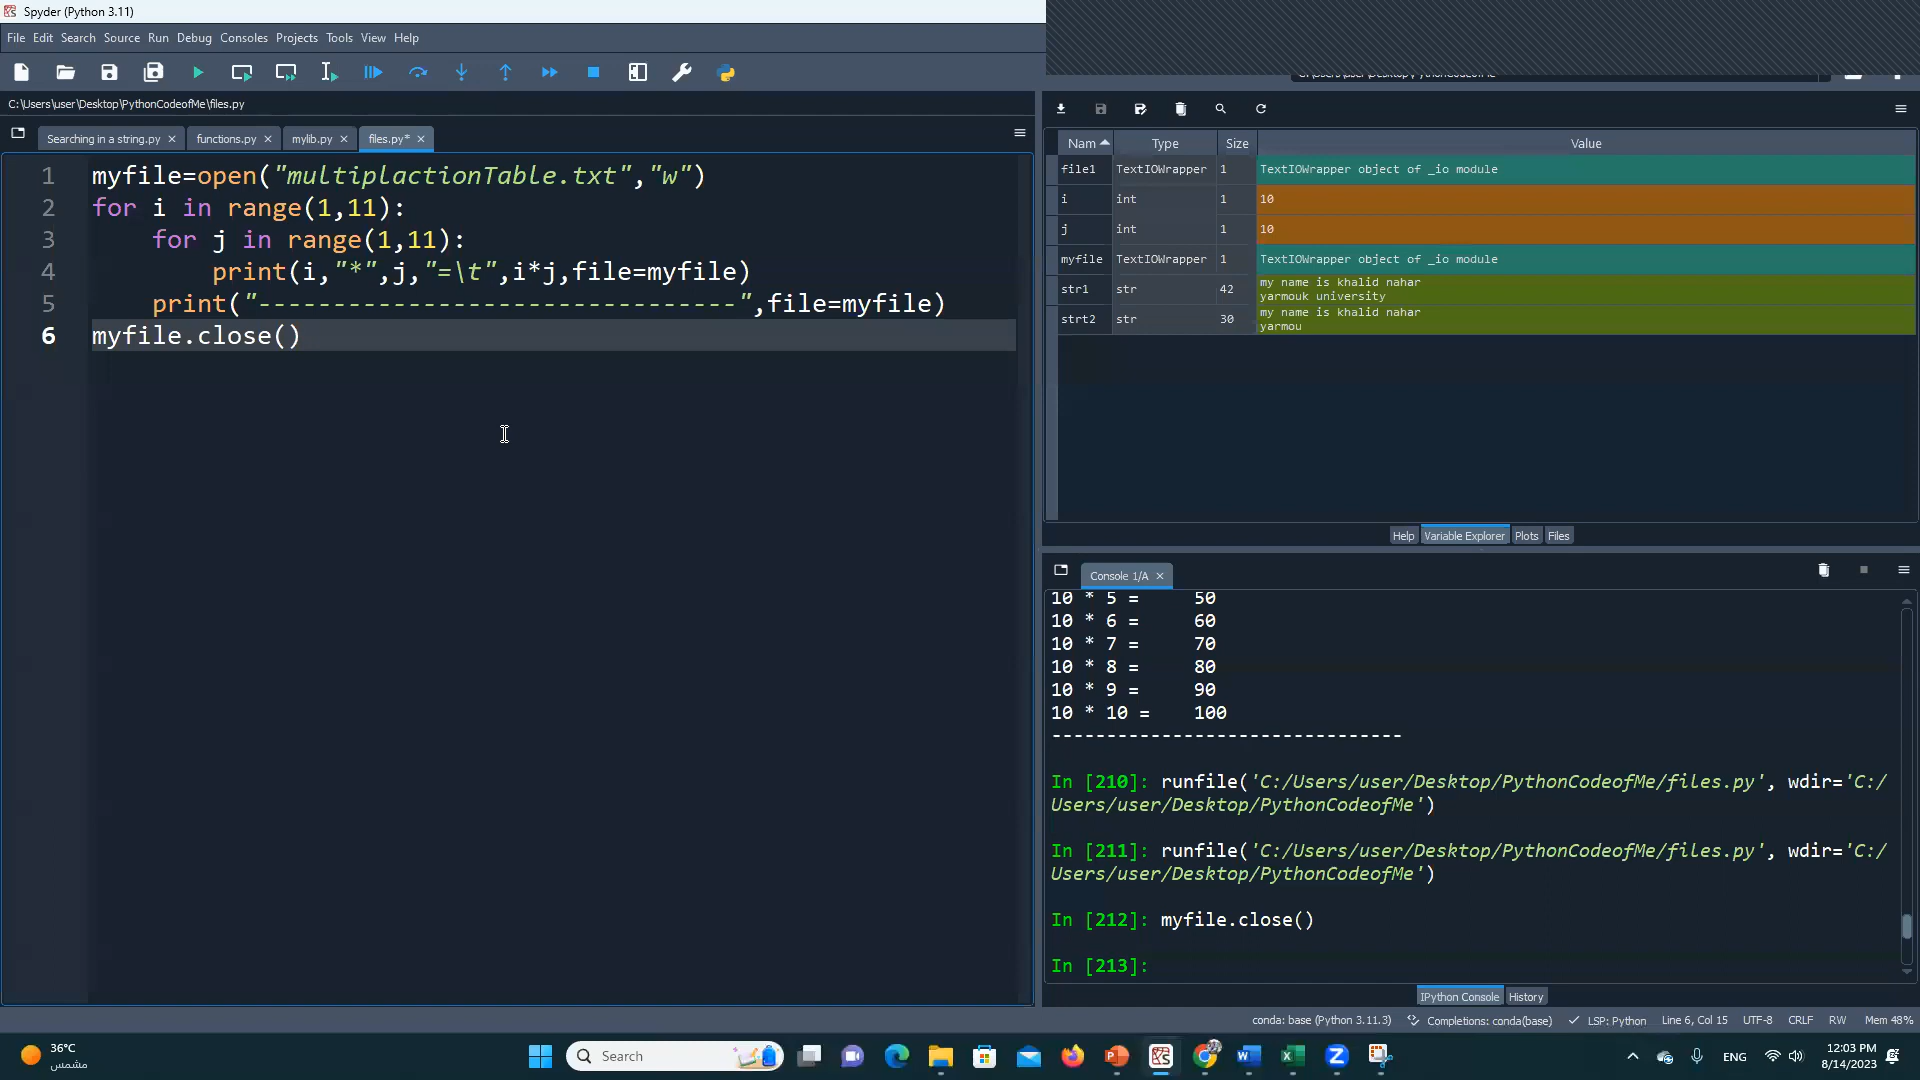 Spyder (Python 3.11)
File Edit Search Source Run Debug Consoles Projects Tools View Help
C:\Users\user\Desktop\PythonCodeofMe\files.py
Searching in a string.py functions.py mylib.py files.py*
1 myfile=open("multiplactionTable.txt","w")
2 for i in range(1,11):
3 for j in range(1,11):
4 print(i,"*",j,"=\t",i*j,file=myfile)
5 print("--------------------------------",file=myfile)
6 myfile.close()
Nam Type Size Value
file1 TextIOWrapper 1 TextIOWrapper object of _io module
i int 1 10
j int 1 10
myfile TextIOWrapper 1 TextIOWrapper object of _io module
str1 str 42 my name is khalid nahar
yarmouk university
strt2 str 30 my name is khalid nahar
yarmou
Help Variable Explorer Plots Files
Console 1/A
10 * 5 = 50
10 * 6 = 60
10 * 7 = 70
10 * 8 = 80
10 * 9 = 90
10 * 10 = 100
--------------------------------
In [210]: runfile('C:/Users/user/Desktop/PythonCodeofMe/files.py', wdir='C:/
Users/user/Desktop/PythonCodeofMe')
In [211]: runfile('C:/Users/user/Desktop/PythonCodeofMe/files.py', wdir='C:/
Users/user/Desktop/PythonCodeofMe')
In [212]: myfile.close()
In [213]:
IPython Console History
conda: base (Python 3.11.3) Completions: conda(base) LSP: Python Line 6, Col 15 UTF-8 CRLF RW Mem 48%
36°C
مشمس
Search
ENG
12:03 PM
8/14/2023